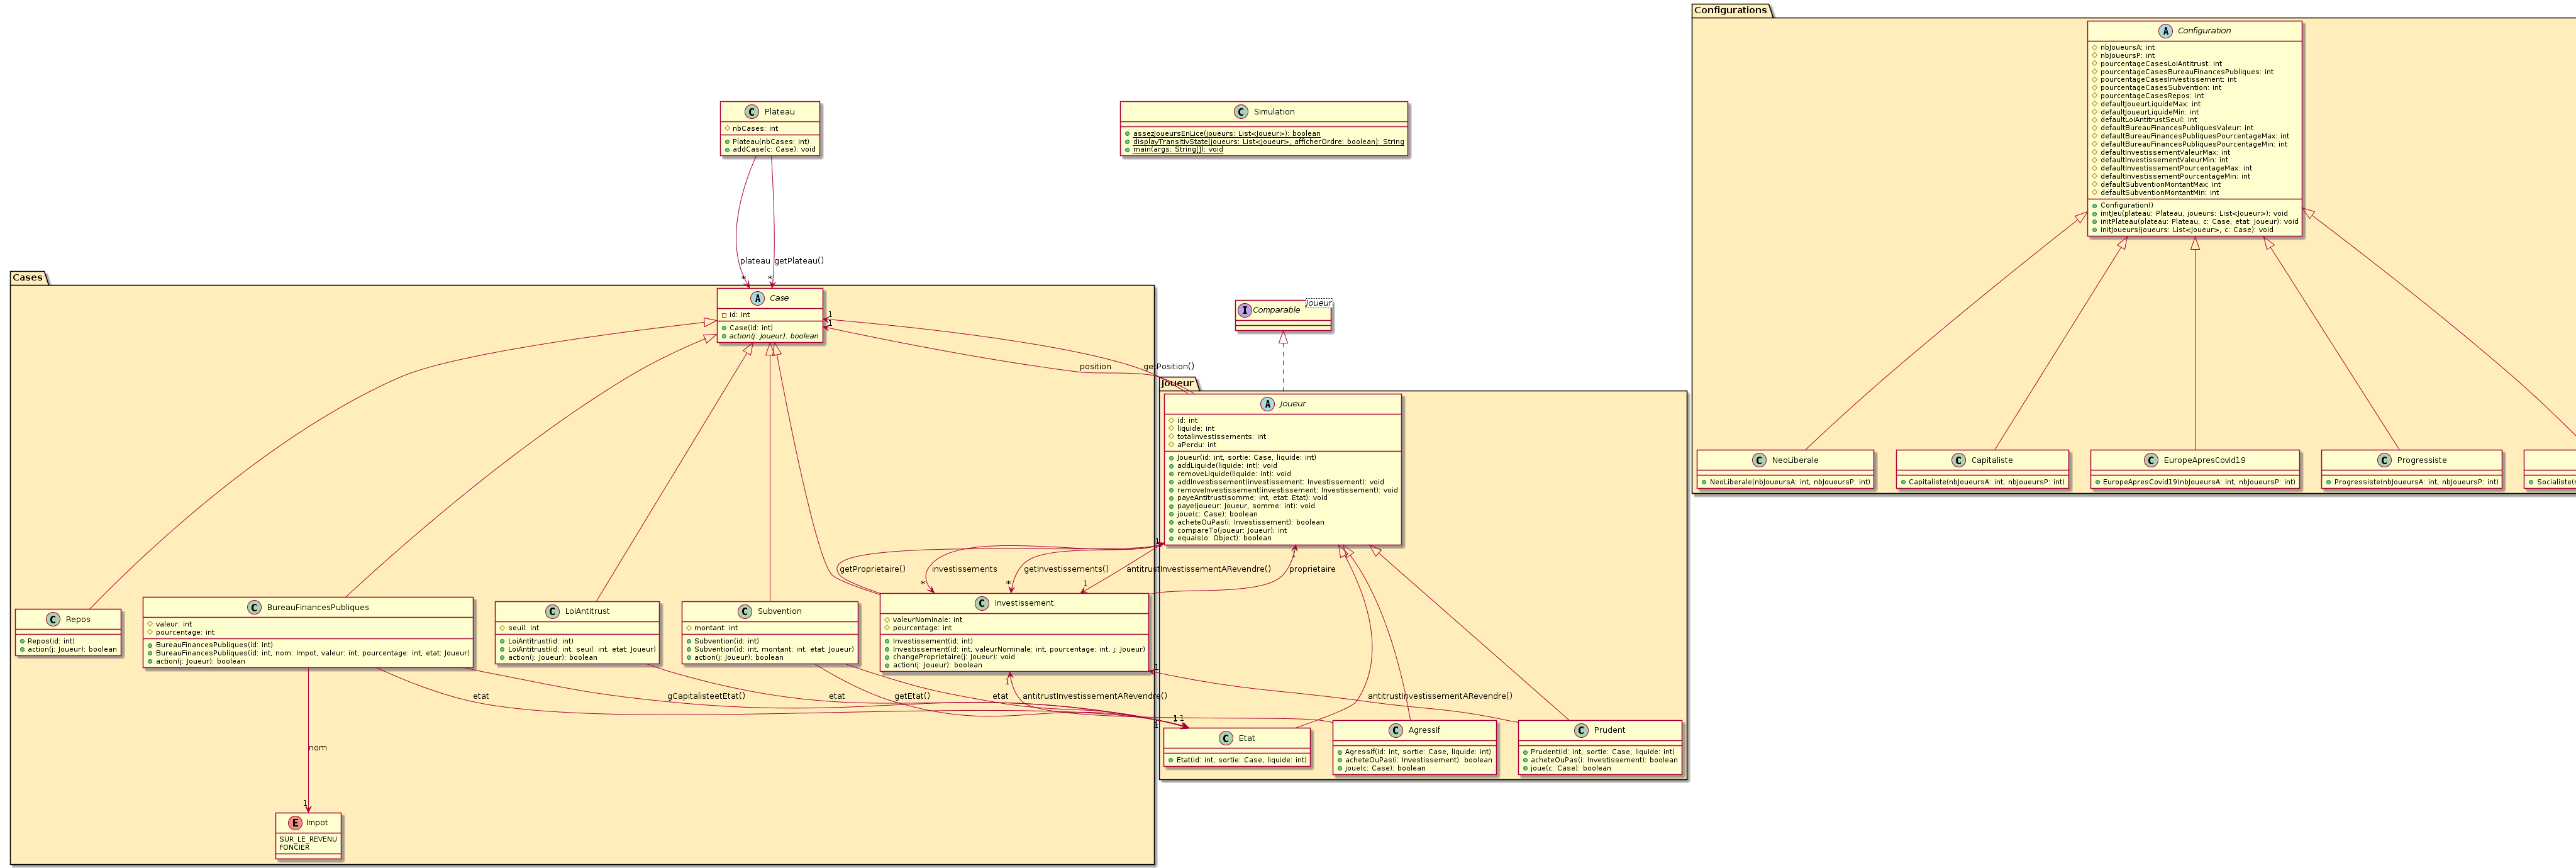 Configurations
Configuration
nbJoueursA: int
nbJoueursP: int
pourcentageCasesLoiAntitrust: int
pourcentageCasesBureauFinancesPubliques: int
pourcentageCasesInvestissement: int
pourcentageCasesSubvention: int
pourcentageCasesRepos: int
defaultJoueurLiquideMax: int
defaultJoueurLiquideMin: int
defaultLoiAntitrustSeuil: int
defaultBureauFinancesPubliquesValeur: int
defaultBureauFinancesPubliquesPourcentageMax: int
defaultBureauFinancesPubliquesPourcentageMin: int
defaultInvestissementValeurMax: int
defaultInvestissementValeurMin: int
defaultInvestissementPourcentageMax: int
defaultInvestissementPourcentageMin: int
defaultSubventionMontantMax: int
defaultSubventionMontantMin: int
Configuration()
initJeu(plateau: Plateau, joueurs: List<Joueur>): void
initPlateau(plateau: Plateau, c: Case, etat: Joueur): void
initJoueurs(joueurs: List<Joueur>, c: Case): void
Plateau
nbCases: int
Plateau(nbCases: int)
addCase(c: Case): void
Simulation
assezJoueursEnLice(joueurs: List<Joueur>): boolean
displayTransitivState(joueurs: List<Joueur>, afficherOrdre: boolean): String
main(args: String[]): void
plateau
getPlateau()
*
*
Cases
Case
id: int
Case(id: int)
action(j: Joueur): boolean
1
1
Comparable
Joueur
position
getPosition()
Joueur
Joueur
id: int
liquide: int
totalInvestissements: int
aPerdu: int
Joueur(id: int, sortie: Case, liquide: int)
addLiquide(liquide: int): void
removeLiquide(liquide: int): void
addInvestissement(investissement: Investissement): void
removeInvestissement(investissement: Investissement): void
payeAntitrust(somme: int, etat: Etat): void
paye(joueur: Joueur, somme: int): void
joue(c: Case): boolean
acheteOuPas(i: Investissement): boolean
compareTo(joueur: Joueur): int
equals(o: Object): boolean
NeoLiberale
NeoLiberale(nbJoueursA: int, nbJoueursP: int)
Capitaliste
Capitaliste(nbJoueursA: int, nbJoueursP: int)
EuropeApresCovid19
EuropeApresCovid19(nbJoueursA: int, nbJoueursP: int)
Progressiste
Progressiste(nbJoueursA: int, nbJoueursP: int)
1
1
getProprietaire()
investissements
getInvestissements()
antitrustInvestissementARevendre()
proprietaire
*
*
1
Repos
Repos(id: int)
action(j: Joueur): boolean
BureauFinancesPubliques
valeur: int
pourcentage: int
BureauFinancesPubliques(id: int)
BureauFinancesPubliques(id: int, nom: Impot, valeur: int, pourcentage: int, etat: Joueur)
action(j: Joueur): boolean
LoiAntitrust
seuil: int
LoiAntitrust(id: int)
LoiAntitrust(id: int, seuil: int, etat: Joueur)
action(j: Joueur): boolean
Subvention
montant: int
Subvention(id: int)
Subvention(id: int, montant: int, etat: Joueur)
action(j: Joueur): boolean
Investissement
valeurNominale: int
pourcentage: int
Investissement(id: int)
Investissement(id: int, valeurNominale: int, pourcentage: int, j: Joueur)
changeProprietaire(j: Joueur): void
action(j: Joueur): boolean
1
1
etat
gCapitalisteetEtat()
etat
getEtat()
etat
antitrustInvestissementARevendre()
antitrustInvestissementARevendre()
1
1
Etat
Etat(id: int, sortie: Case, liquide: int)
Agressif
Agressif(id: int, sortie: Case, liquide: int)
acheteOuPas(i: Investissement): boolean
joue(c: Case): boolean
Prudent
Prudent(id: int, sortie: Case, liquide: int)
acheteOuPas(i: Investissement): boolean
joue(c: Case): boolean
nom
1
Impot
SUR_LE_REVENU
FONCIER